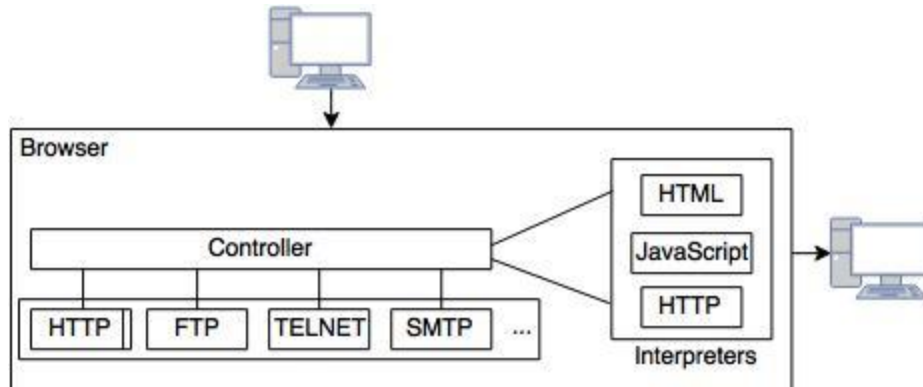 Browser
Controller
HTTP
FTP
TELNET
SMTP
...
HTML
JavaScript
HTTP
Interpreters